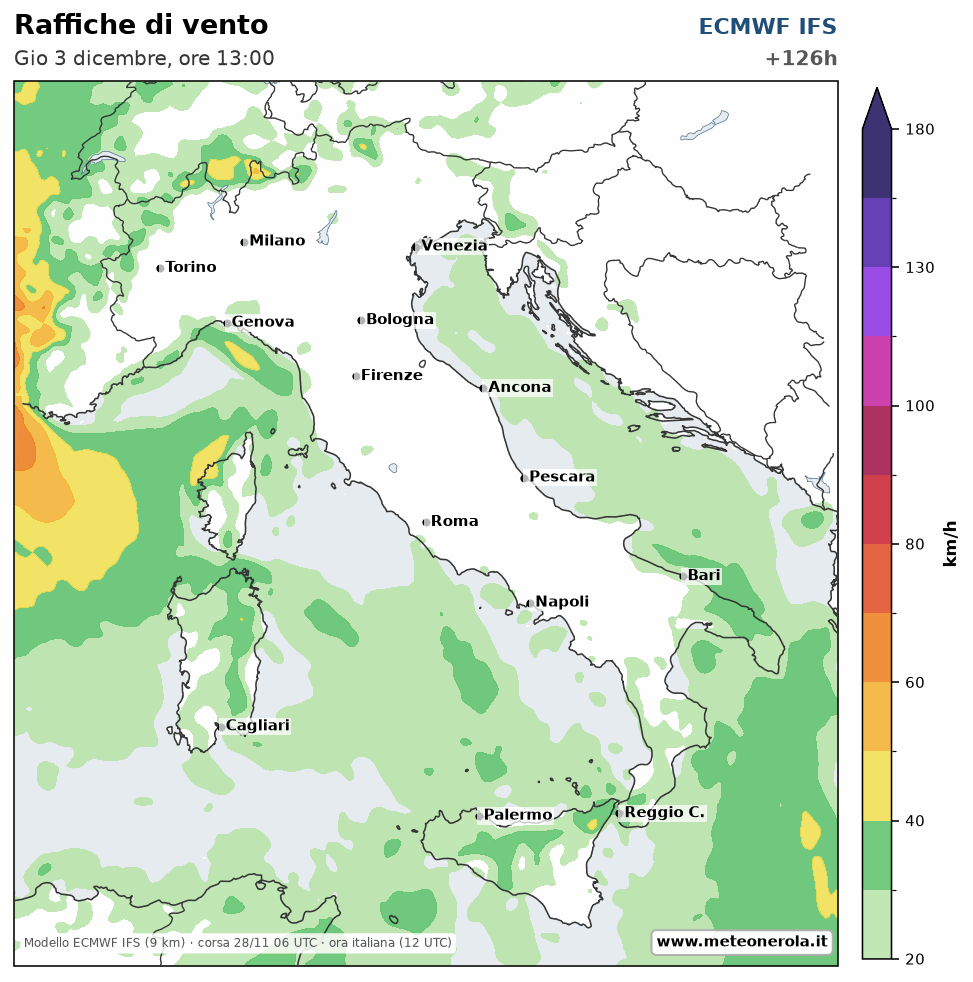 Raffiche di vento
ECMWF IFS
Gio 3 dicembre, ore 13:00
+126h
180
Venezia
Milano
Torino
130
Genova
Bologna
Firenze
Ancona
100
Pescara
Roma
km/h
80
Bari
Napoli
60
Cagliari
Palermo
Reggio C.
40
Modello ECMWF IFS (9 km) · corsa 28/11 06 UTC · ora italiana (12 UTC)
www.meteonerola.it
20